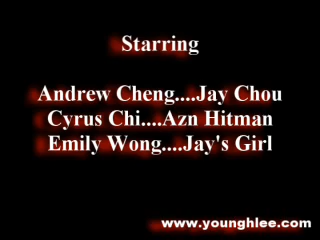 Starring
Andrew Cheng....Jay Chou
Cyrus Chi....Azn Hitman
Emily Wong....Jay's Girl
www.younghlee.com